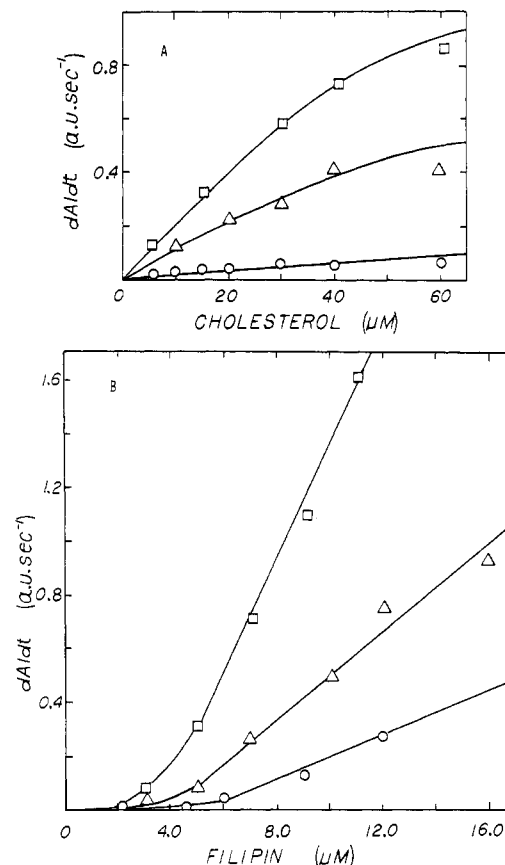 A
dA/dt (a.u.sec⁻¹)
0.8
0.4
0 20 40 60
CHOLESTEROL (μM)
B
dA/dt (a.u.sec⁻¹)
1.6
1.2
0.8
0.4
0 4.0 8.0 12.0 16.0
FILIPIN (μM)